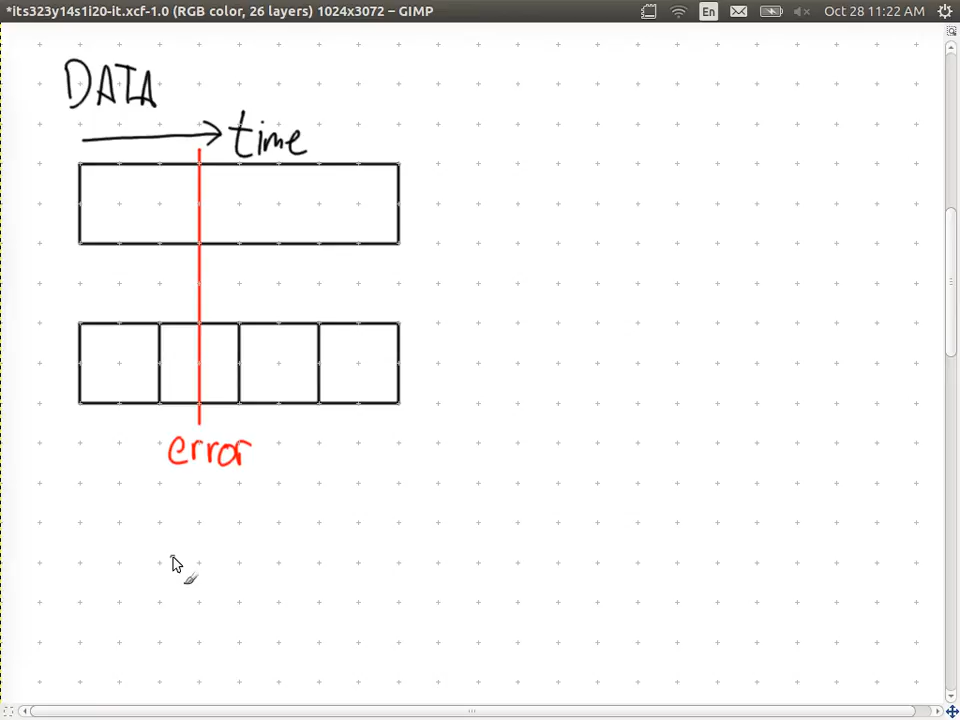 *its323y14s1i20-it.xcf-1.0 (RGB color, 26 layers) 1024x3072 – GIMP En Oct 28 11:22 AM
DATA
time
error